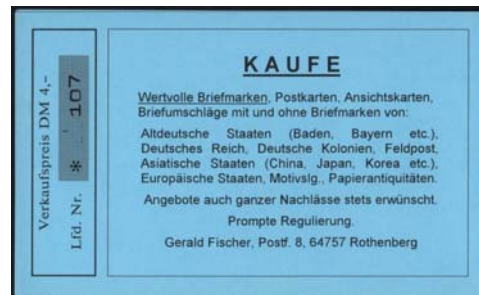 Verkaufspreis DM 4,–
Lfd. Nr. * 107
KAUFE
Wertvolle Briefmarken, Postkarten, Ansichtskarten,
Briefumschläge mit und ohne Briefmarken von:
Altdeutsche Staaten (Baden, Bayern etc.),
Deutsches Reich, Deutsche Kolonien, Feldpost,
Asiatische Staaten (China, Japan, Korea etc.),
Europäische Staaten, Motivslg., Papierantiquitäten.
Angebote auch ganzer Nachlässe stets erwünscht.
Prompte Regulierung.
Gerald Fischer, Postf. 8, 64757 Rothenberg